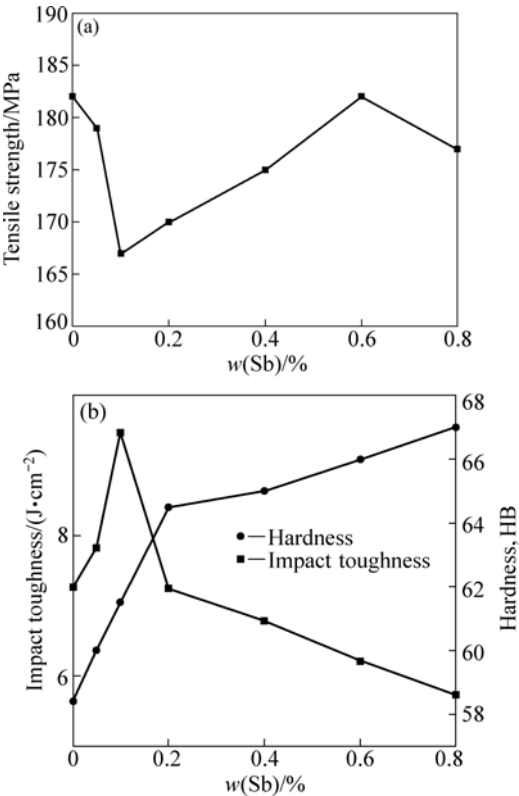 (a)
Tensile strength/MPa
190
185
180
175
170
165
160
0
0.2
0.4
0.6
0.8
w(Sb)/%
(b)
Impact toughness/(J·cm⁻²)
8
6
Hardness
Impact toughness
68
66
64
62
60
58
Hardness, HB
0
0.2
0.4
0.6
0.8
w(Sb)/%